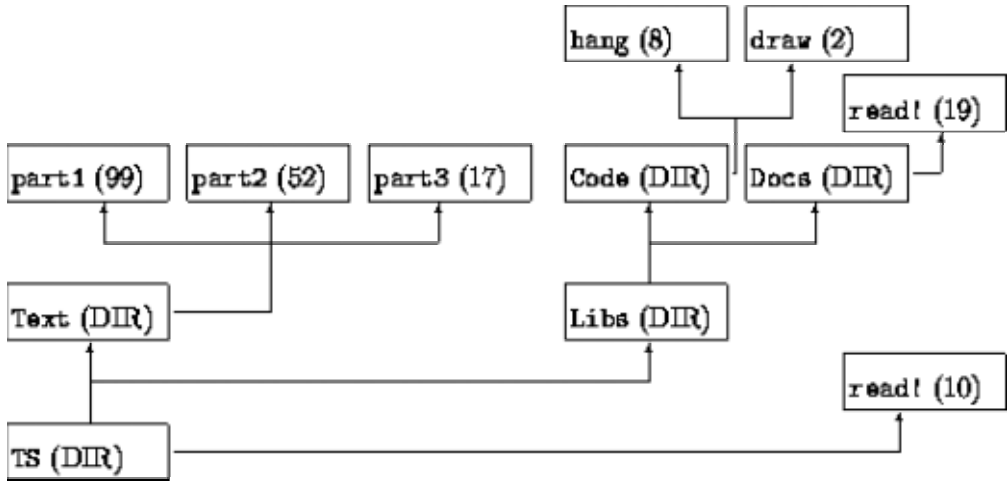 hang (8)
draw (2)
read! (19)
part1 (99)
part2 (52)
part3 (17)
Code (DIR)
Docs (DIR)
Text (DIR)
Libs (DIR)
read! (10)
TS (DIR)